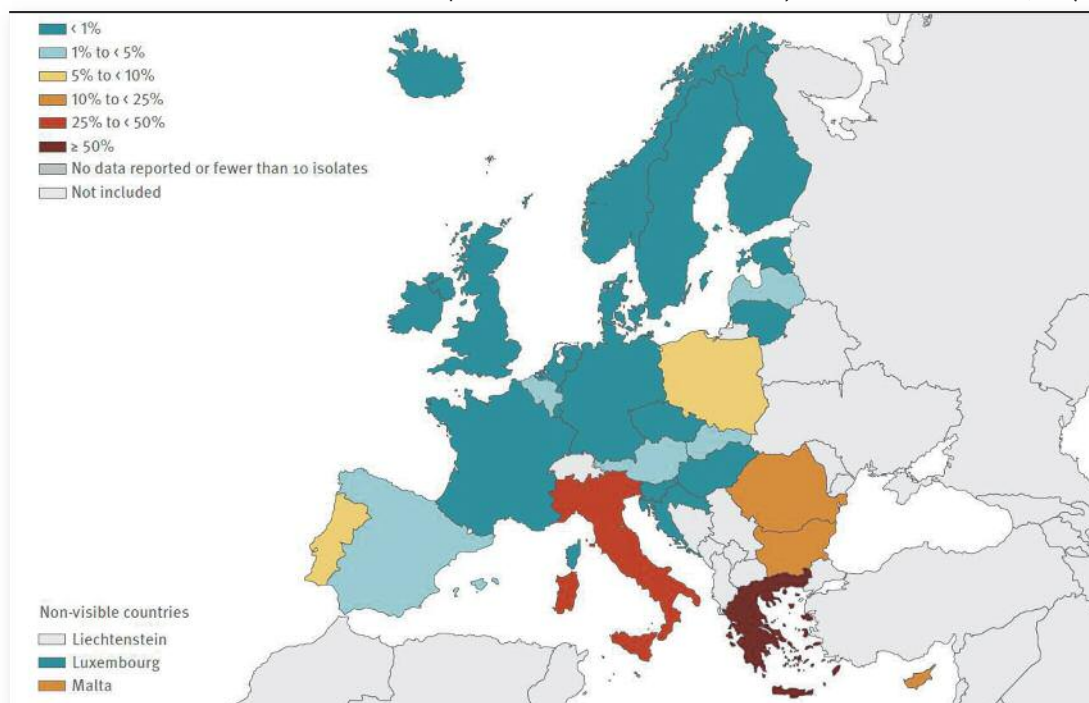 < 1%
1% to < 5%
5% to < 10%
10% to < 25%
25% to < 50%
≥ 50%
No data reported or fewer than 10 isolates
Not included
Non-visible countries
Liechtenstein
Luxembourg
Malta